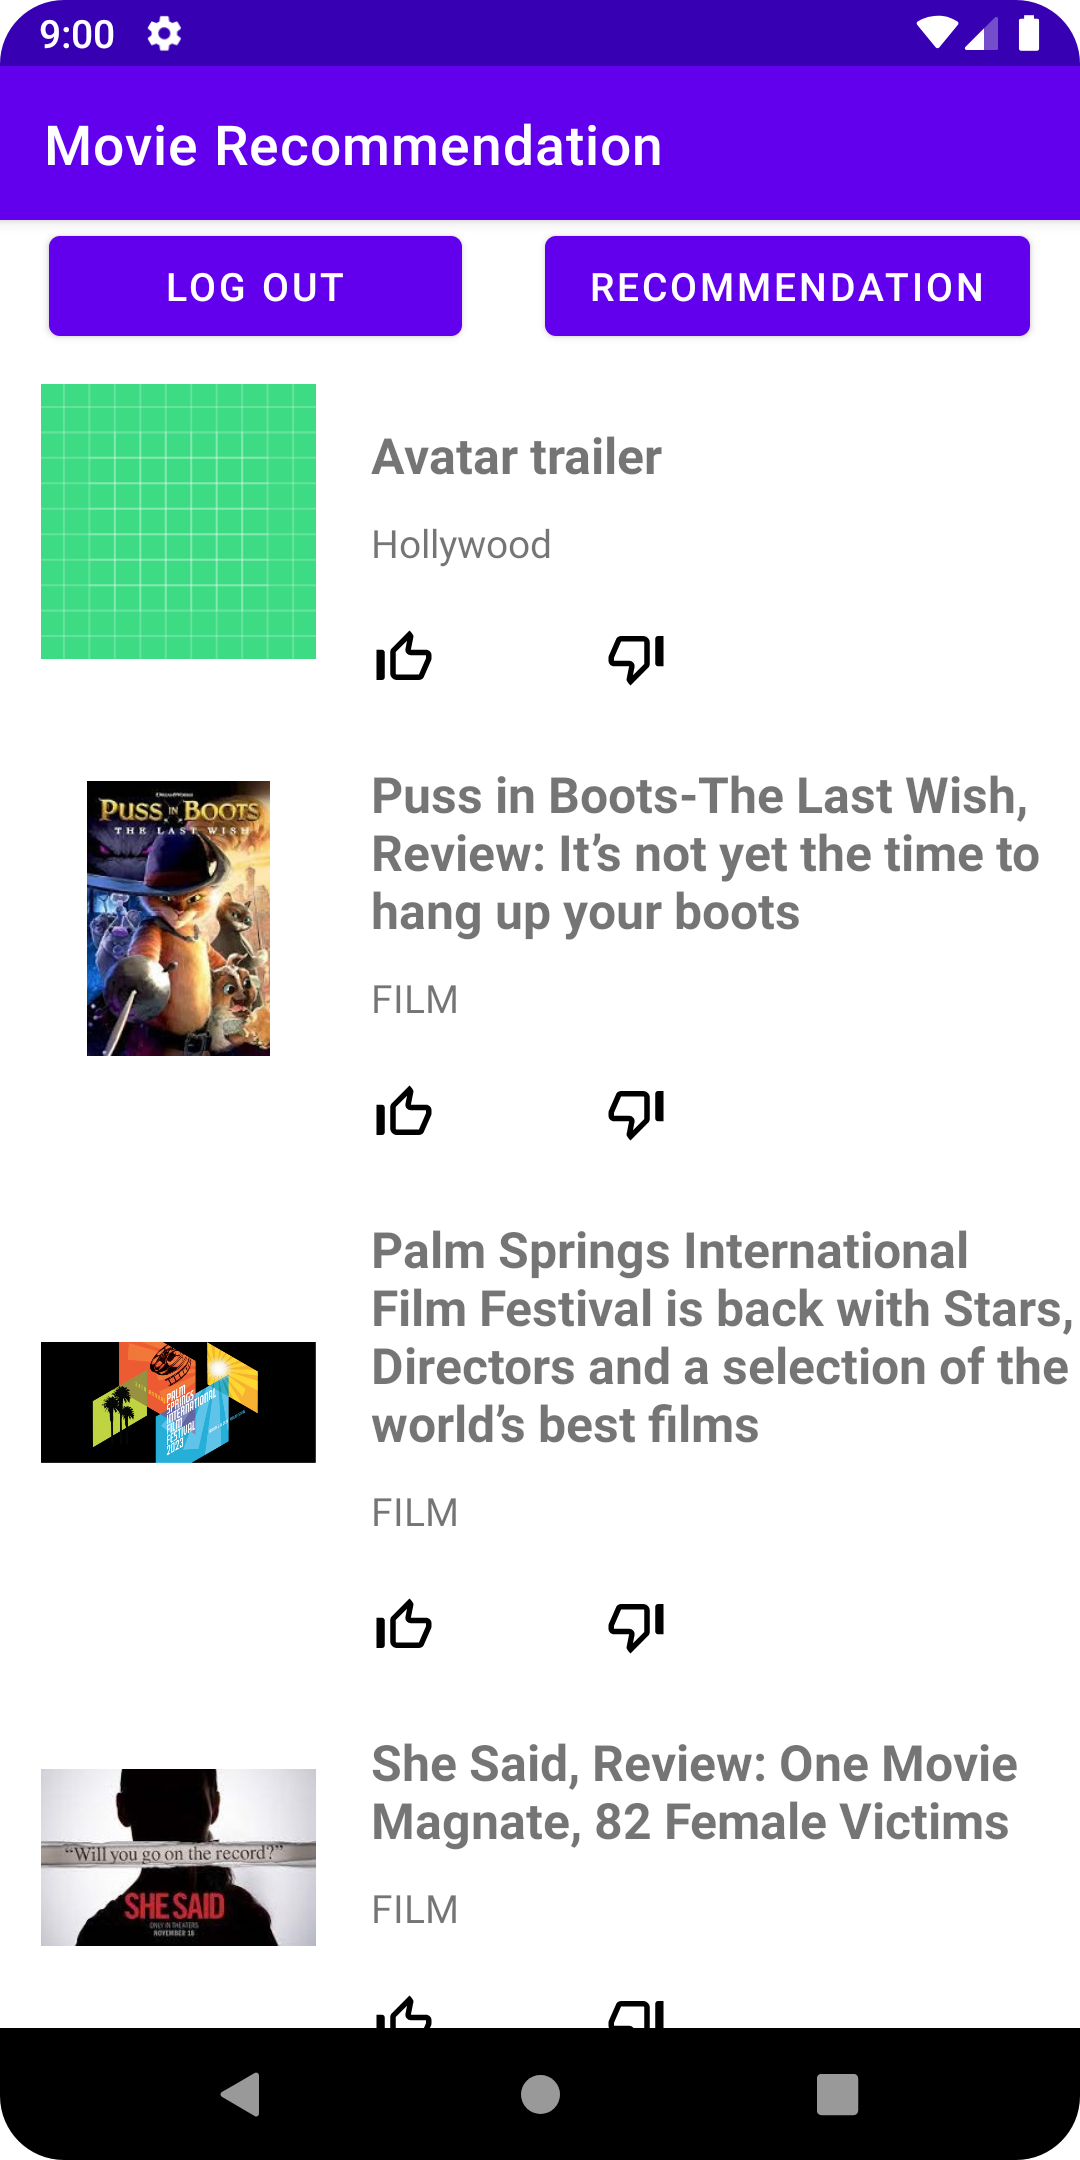 9:00
Movie Recommendation
LOG OUT
RECOMMENDATION
Avatar trailer
Hollywood
DREAMWORKS
PUSS IN BOOTS
THE LAST WISH
Puss in Boots-The Last Wish,
Review: It’s not yet the time to
hang up your boots
FILM
PALM
SPRINGS
INTERNATIONAL
FILM
FESTIVAL
2023
Palm Springs International
Film Festival is back with Stars,
Directors and a selection of the
world’s best films
FILM
“Will you go on the record?”
SHE SAID
ONLY IN THEATERS
NOVEMBER 18
She Said, Review: One Movie
Magnate, 82 Female Victims
FILM